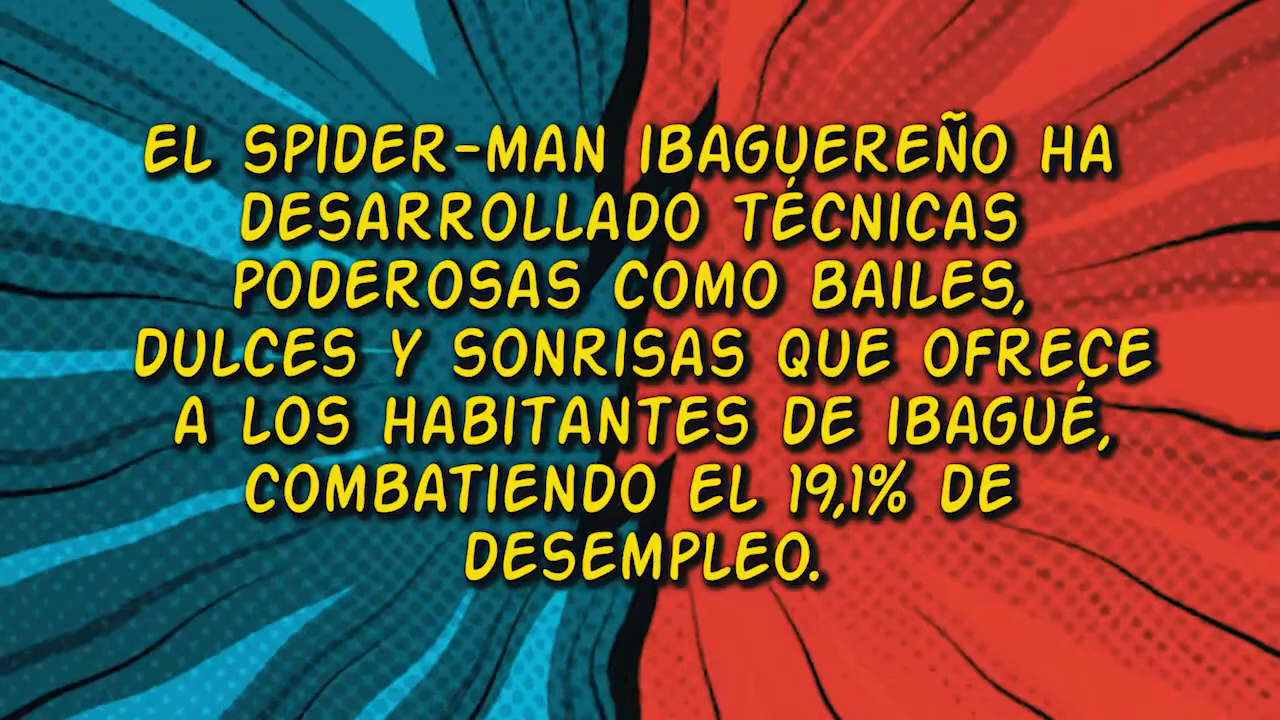 EL SPIDER-MAN IBAGUEREÑO HA
DESARROLLADO TÉCNICAS
PODEROSAS COMO BAILES,
DULCES Y SONRISAS QUE OFRECE
A LOS HABITANTES DE IBAGUÉ,
COMBATIENDO EL 19,1% DE
DESEMPLEO.